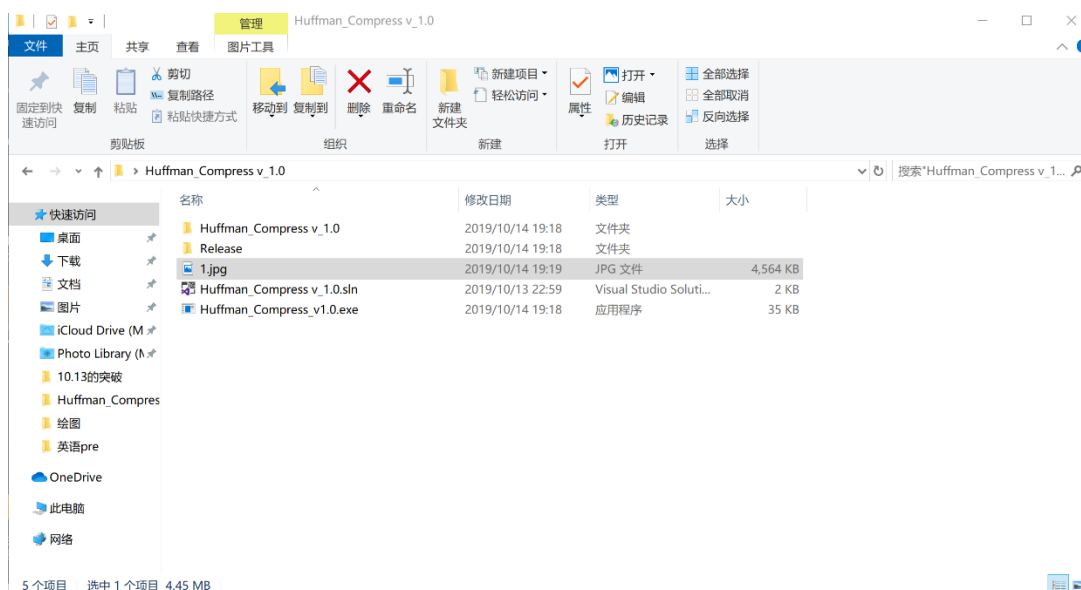 管理
Huffman_Compress v_1.0
文件
主页
共享
查看
图片工具
固定到快
速访问
复制
粘贴
剪切
复制路径
粘贴快捷方式
剪贴板
移动到
复制到
删除
重命名
组织
新建
文件夹
新建项目
轻松访问
新建
属性
打开
编辑
历史记录
打开
全部选择
全部取消
反向选择
选择
Huffman_Compress v_1.0
搜索"Huffman_Compress v_1...
名称 修改日期 类型 大小
Huffman_Compress v_1.0 2019/10/14 19:18 文件夹
Release 2019/10/14 19:18 文件夹
1.jpg 2019/10/14 19:19 JPG 文件 4,564 KB
Huffman_Compress v_1.0.sln 2019/10/13 22:59 Visual Studio Soluti... 2 KB
Huffman_Compress_v1.0.exe 2019/10/14 19:18 应用程序 35 KB
快速访问
桌面
下载
文档
图片
iCloud Drive (M
Photo Library (M
10.13的突破
Huffman_Compres
绘图
英语pre
OneDrive
此电脑
网络
5 个项目 选中 1 个项目 4.45 MB